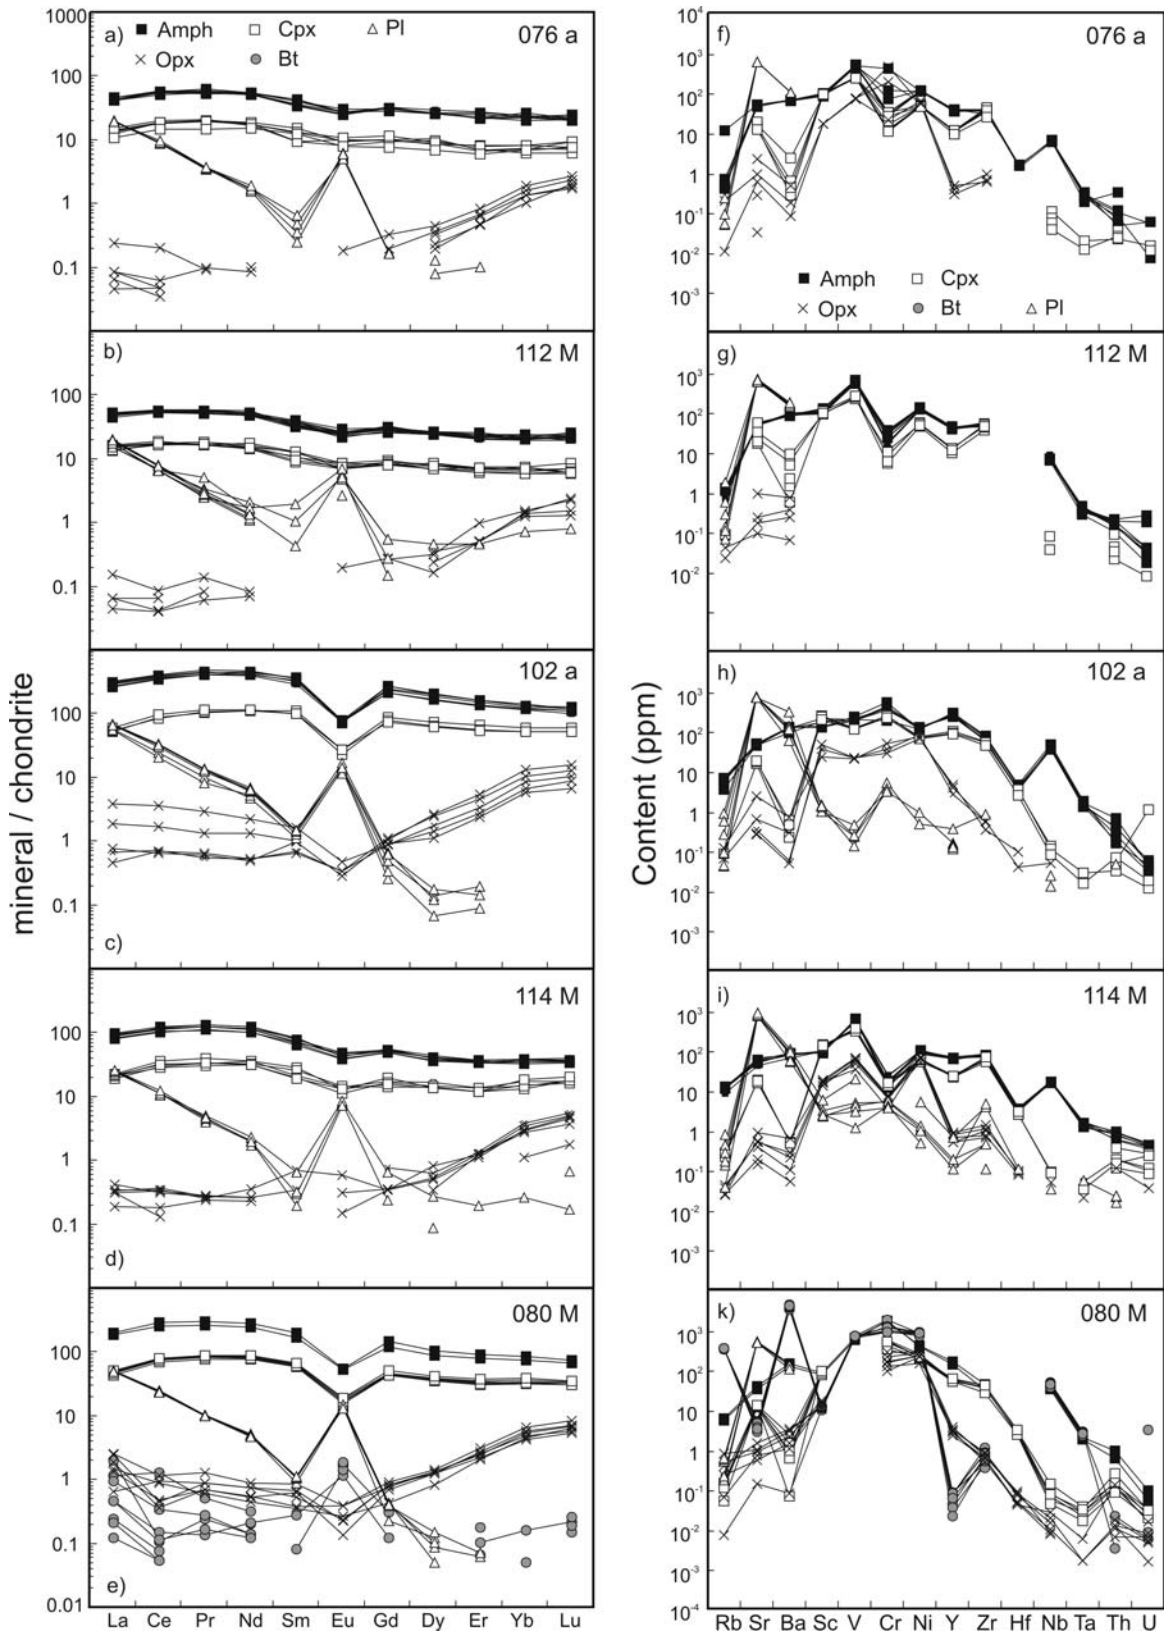 a)
Amph
Cpx
Pl
076 a
Opx
Bt
1000
100
10
1
0.1
b)
112 M
100
10
1
0.1
102 a
100
10
1
0.1
c)
114 M
100
10
1
0.1
d)
080 M
100
10
1
0.1
0.01
e)
La Ce Pr Nd Sm Eu Gd Dy Er Yb Lu
mineral / chondrite
f)
076 a
10⁴
10³
10²
10
1
10⁻¹
10⁻²
10⁻³
Amph
Cpx
Opx
Bt
Pl
g)
112 M
10³
10²
10
1
10⁻¹
10⁻²
h)
102 a
10³
10²
10
1
10⁻¹
10⁻²
10⁻³
i)
114 M
10³
10²
10
1
10⁻¹
10⁻²
10⁻³
k)
080 M
10³
10²
10
1
10⁻¹
10⁻²
10⁻³
10⁻⁴
Rb Sr Ba Sc V Cr Ni Y Zr Hf Nb Ta Th U
Content (ppm)